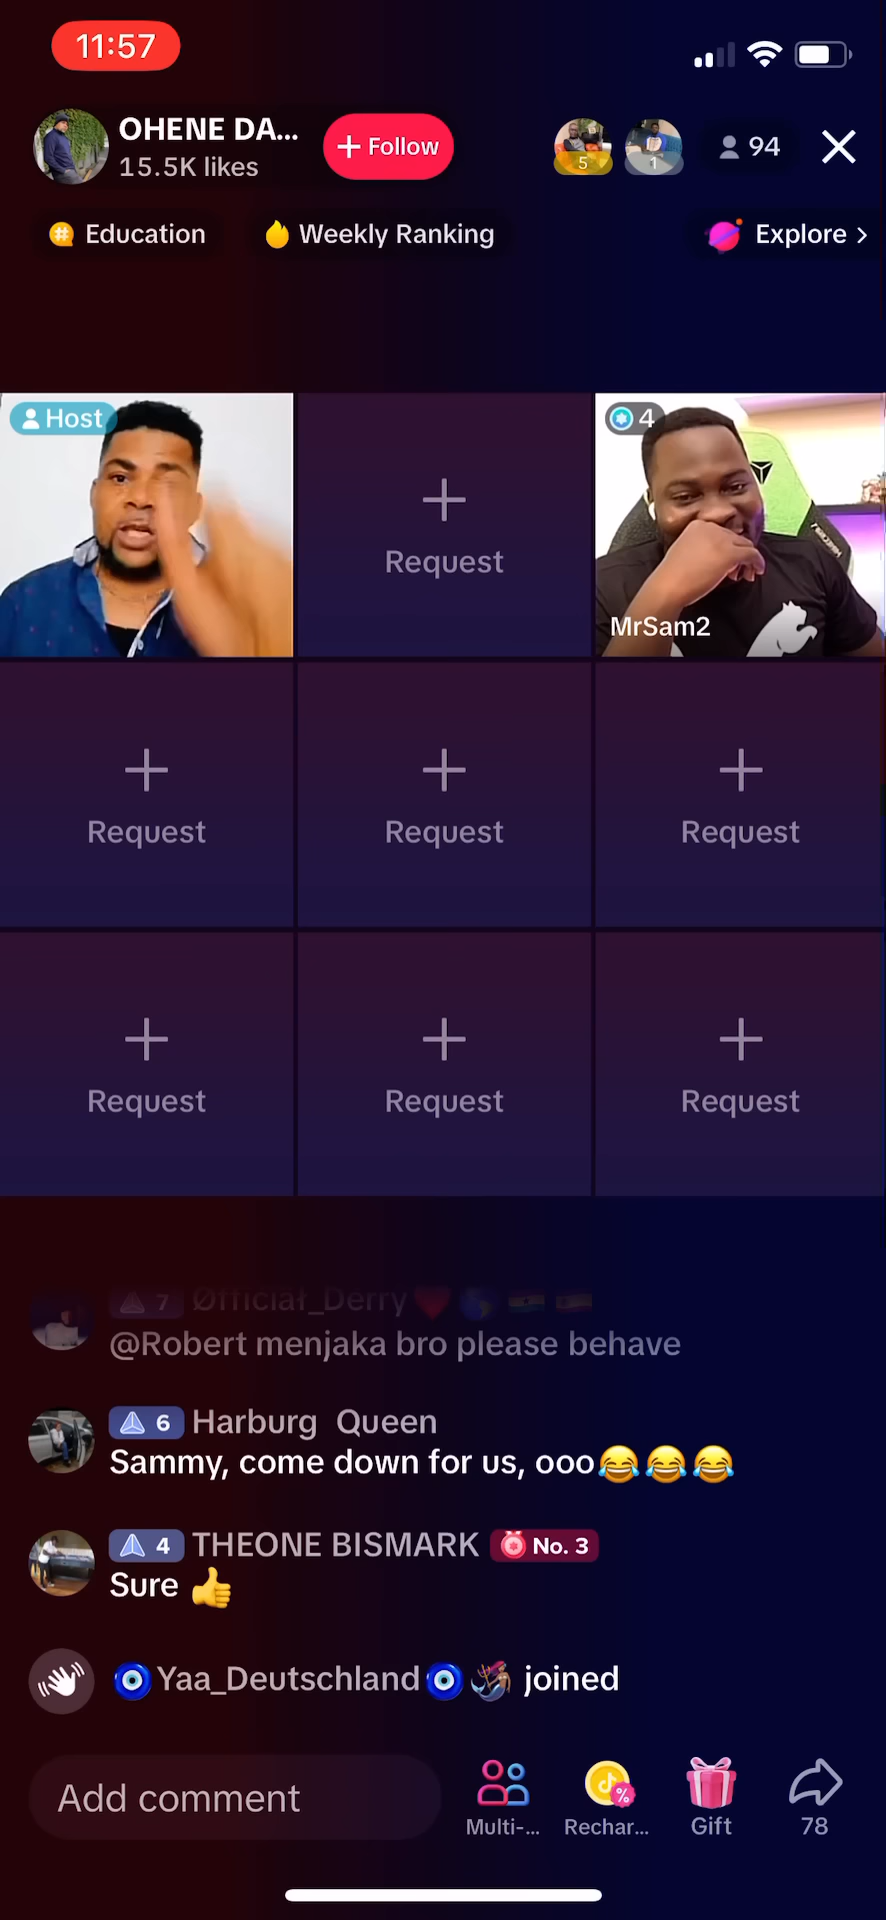 11:57
OHENE DA...
15.5K likes
+ Follow
5
1
94
Education
Weekly Ranking
Explore >
Host
Request
4
MrSam2
Request
Request
Request
Request
Request
Request
7 Øfficiał_Derry
@Robert menjaka bro please behave
6 Harburg Queen
Sammy, come down for us, ooo😂😂😂
4 THEONE BISMARK No. 3
Sure 👍
🧿Yaa_Deutschland🧿🧜🏽‍♀️ joined
Add comment
Multi-...
Rechar...
Gift
78